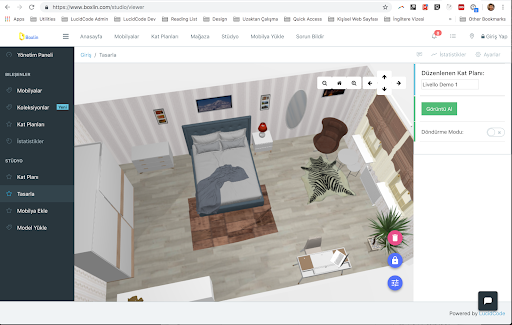 https://www.boxlin.com/studio/viewer
Apps
Utilities
LucidCode
LucidCode Dev
Reading List
Design
Uzaktan Çalışma
Quick Access
Kişisel Web Sayfası
İngiltere Vizesi
Other Bookmarks
Boxlin
Anasayfa
Mobilyalar
Kat Planları
Mağaza
Stüdyo
Mobilya Yükle
Sorun Bildir
Giriş Yap
Yönetim Paneli
Giriş / Tasarla
İstatistikler
Ayarlar
BİLEŞENLER
Mobilyalar
Koleksiyonlar Yeni
Kat Planları
İstatistikler
STÜDYO
Kat Planı
Tasarla
Mobilya Ekle
Model Yükle
Düzenlenen Kat Planı:
Livello Demo 1
Görüntü Al
Döndürme Modu:
Powered by LucidCode